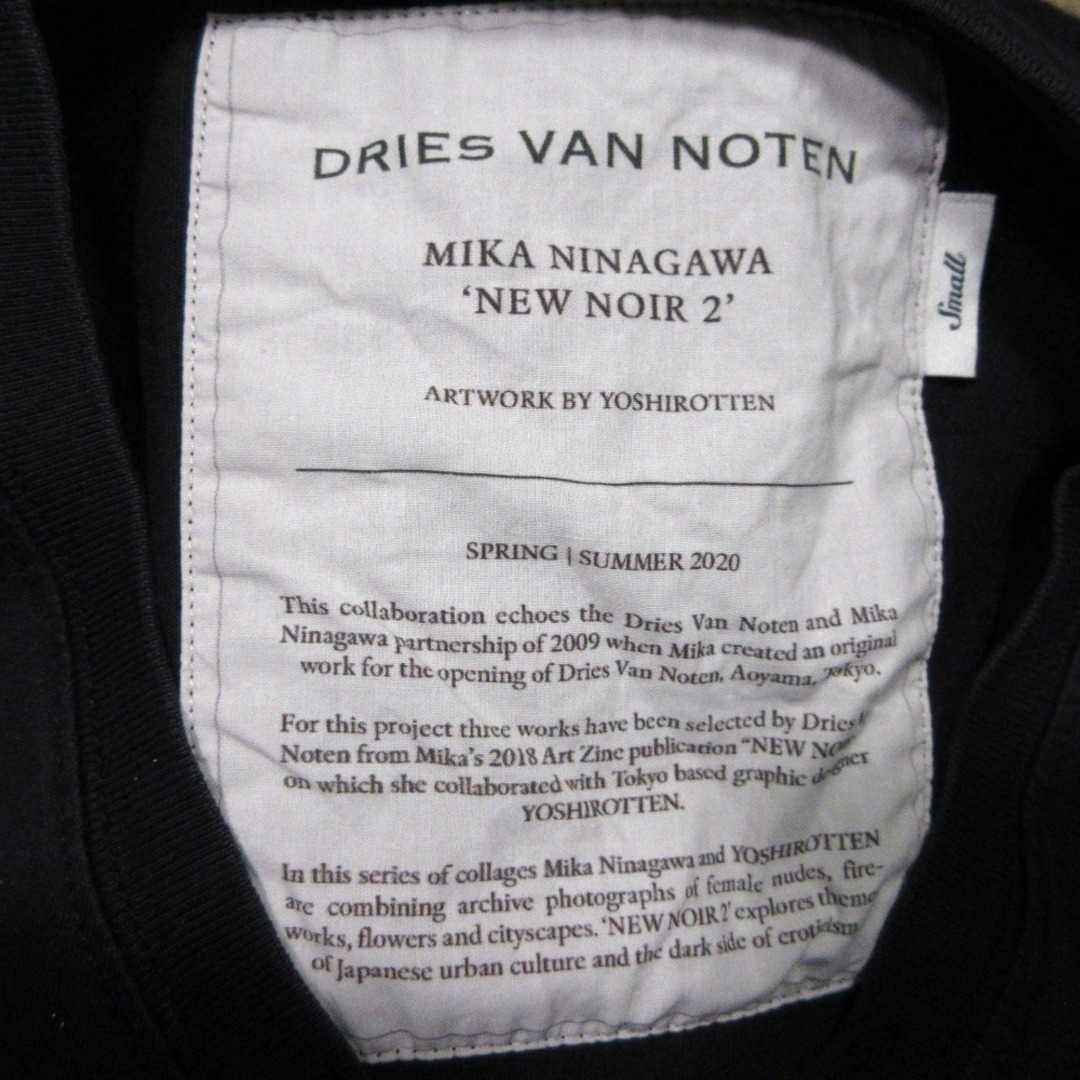 DRIES VAN NOTEN
MIKA NINAGAWA
‘NEW NOIR 2’
Small
ARTWORK BY YOSHIROTTEN
SPRING | SUMMER 2020
This collaboration echoes the Dries Van Noten and Mika
Ninagawa partnership of 2009 when Mika created an original
work for the opening of Dries Van Noten, Aoyama, Tokyo.
For this project three works have been selected by Dries
Noten from Mika’s 2018 Art Zine publication “NEW
on which she collaborated with Tokyo based graphic designer
YOSHIROTTEN.
In this series of collages Mika Ninagawa and YOSHIROTTEN
are combining archive photographs of female nudes, fire-
works, flowers and cityscapes. ‘NEW NOIR 2’ explores theme
of Japanese urban culture and the dark side of erotism